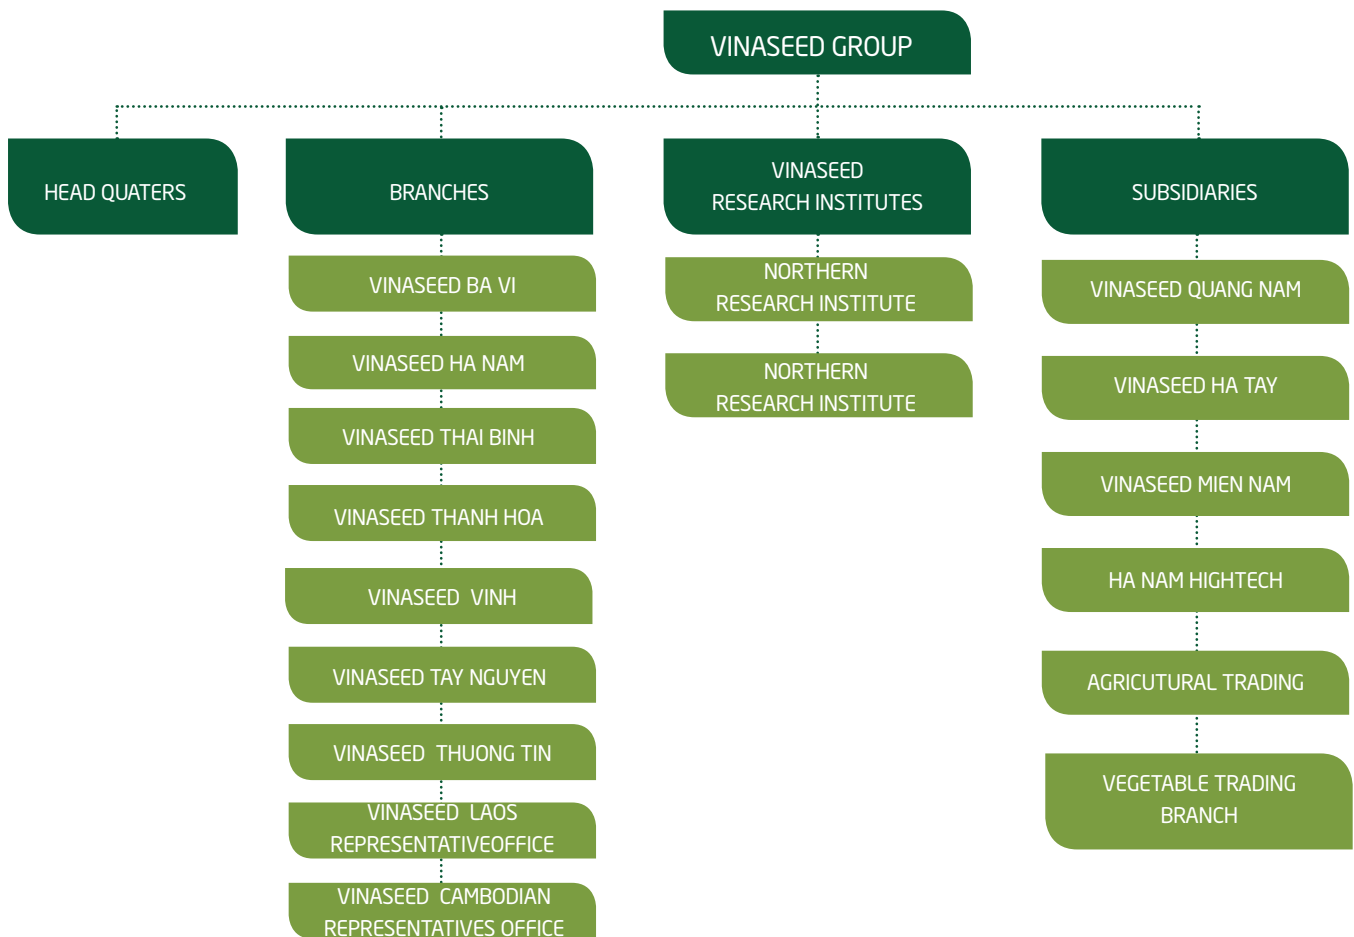 VINASEED GROUP
HEAD QUATERS
BRANCHES
VINASEED
RESEARCH INSTITUTES
SUBSIDIARIES
VINASEED BA VI
VINASEED HA NAM
VINASEED THAI BINH
VINASEED THANH HOA
VINASEED  VINH
VINASEED TAY NGUYEN
VINASEED  THUONG TIN
VINASEED  LAOS
REPRESENTATIVEOFFICE
VINASEED  CAMBODIAN
REPRESENTATIVES OFFICE
NORTHERN
RESEARCH INSTITUTE
NORTHERN
RESEARCH INSTITUTE
VINASEED QUANG NAM
VINASEED HA TAY
VINASEED MIEN NAM
HA NAM HIGHTECH
AGRICUTURAL TRADING
VEGETABLE TRADING
BRANCH